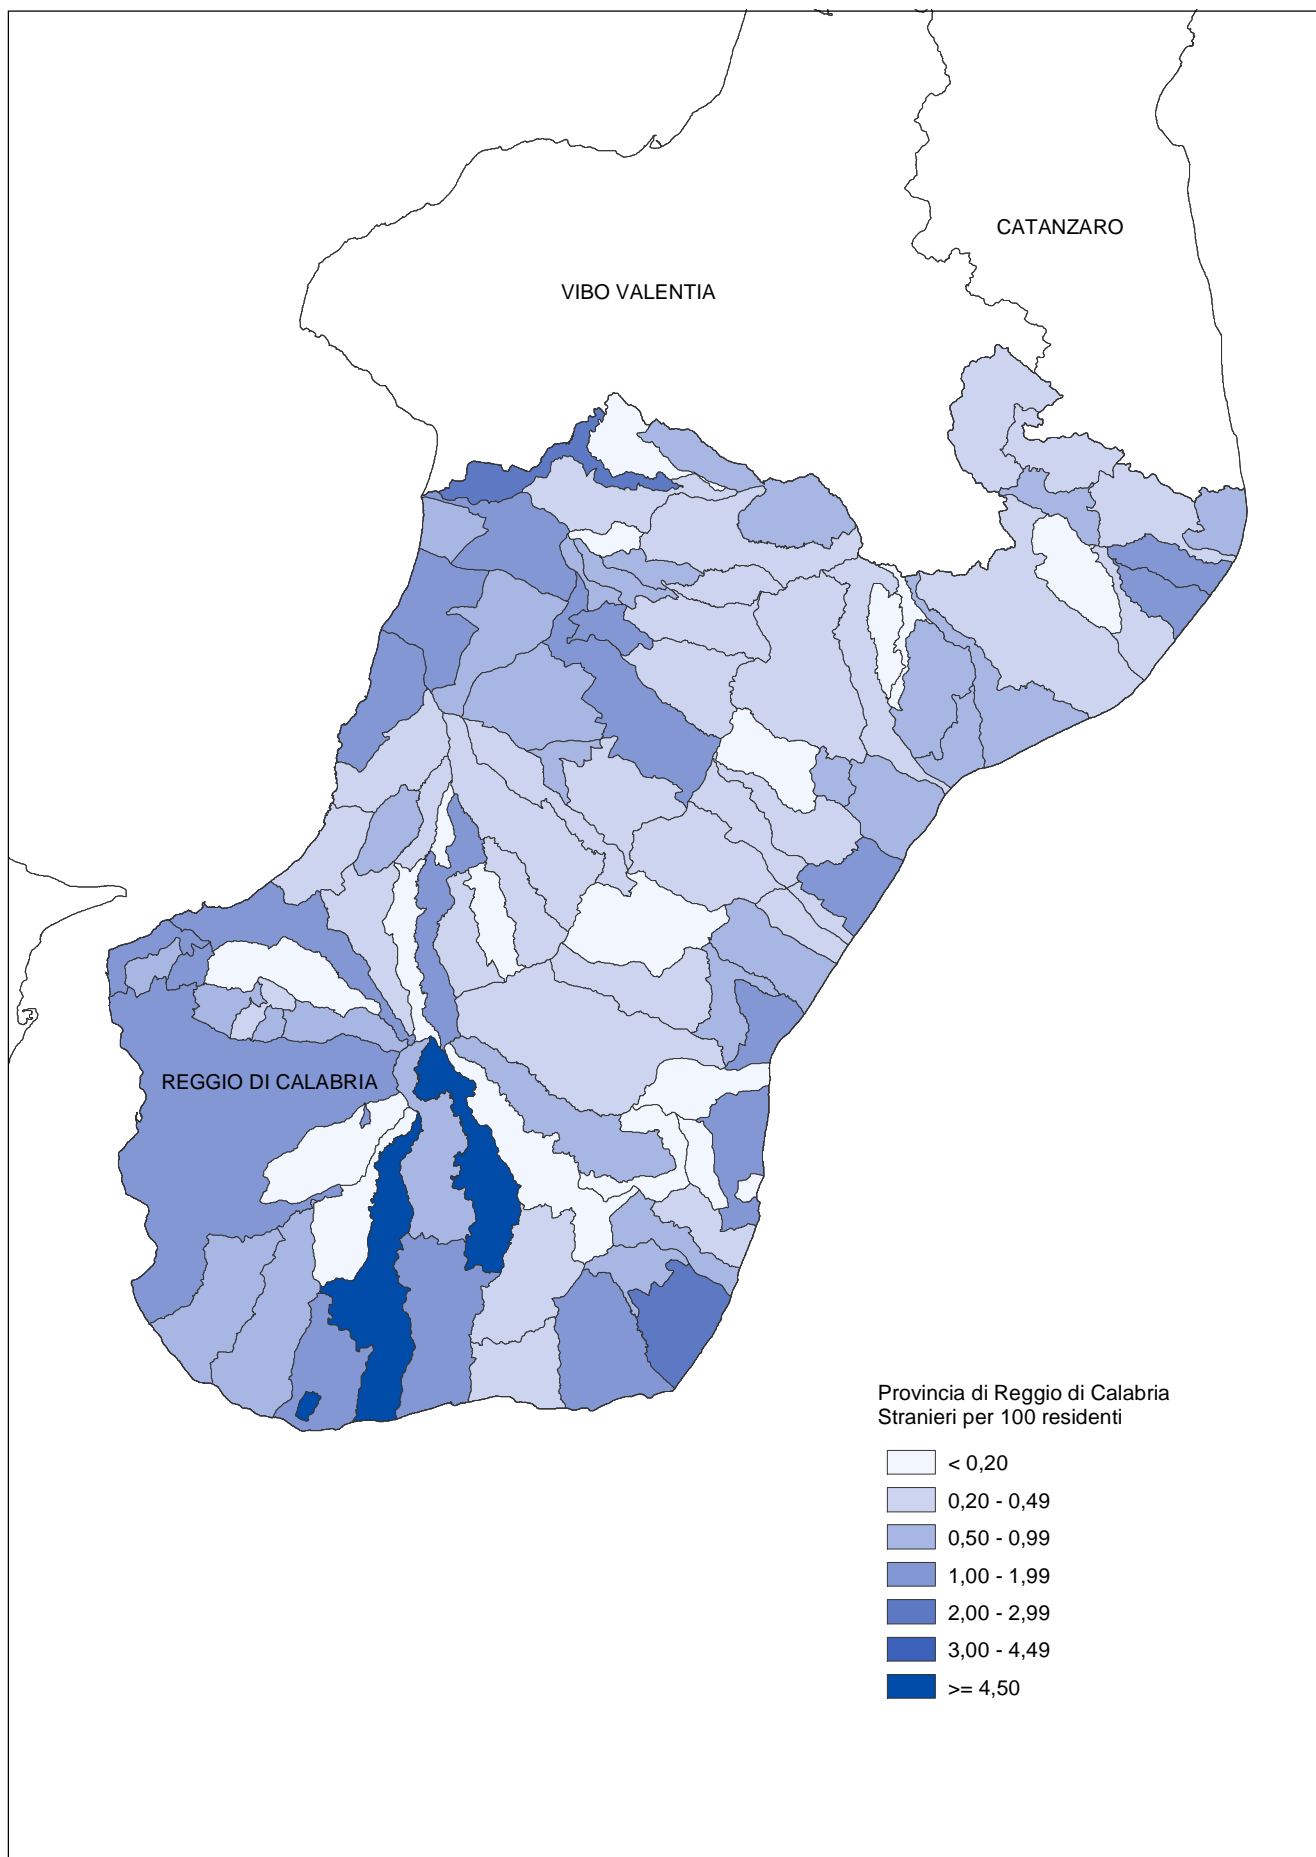 CATANZARO
VIBO VALENTIA
REGGIO DI CALABRIA
Provincia di Reggio di Calabria
Stranieri per 100 residenti
< 0,20
0,20 - 0,49
0,50 - 0,99
1,00 - 1,99
2,00 - 2,99
3,00 - 4,49
>= 4,50